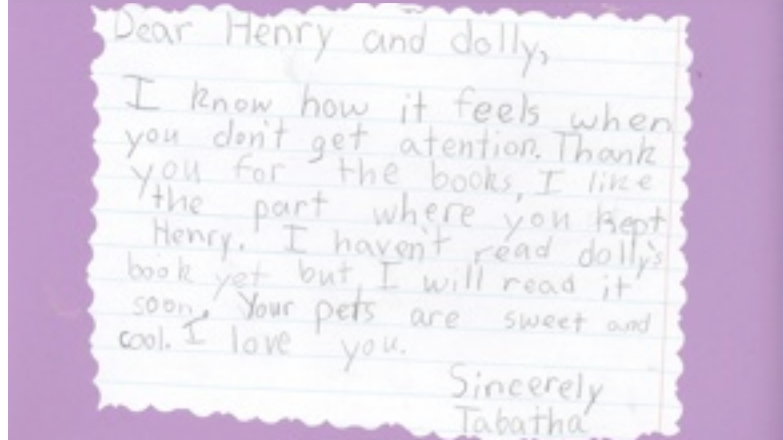 Dear Henry and dolly,
I know how it feels when
you don't get atention. Thank
you for the books, I like
the part where you kept
Henry. I haven't read dolly's
book yet but I will read it
soon. Your pets are sweet and
cool. I love you.
Sincerely
Tabatha